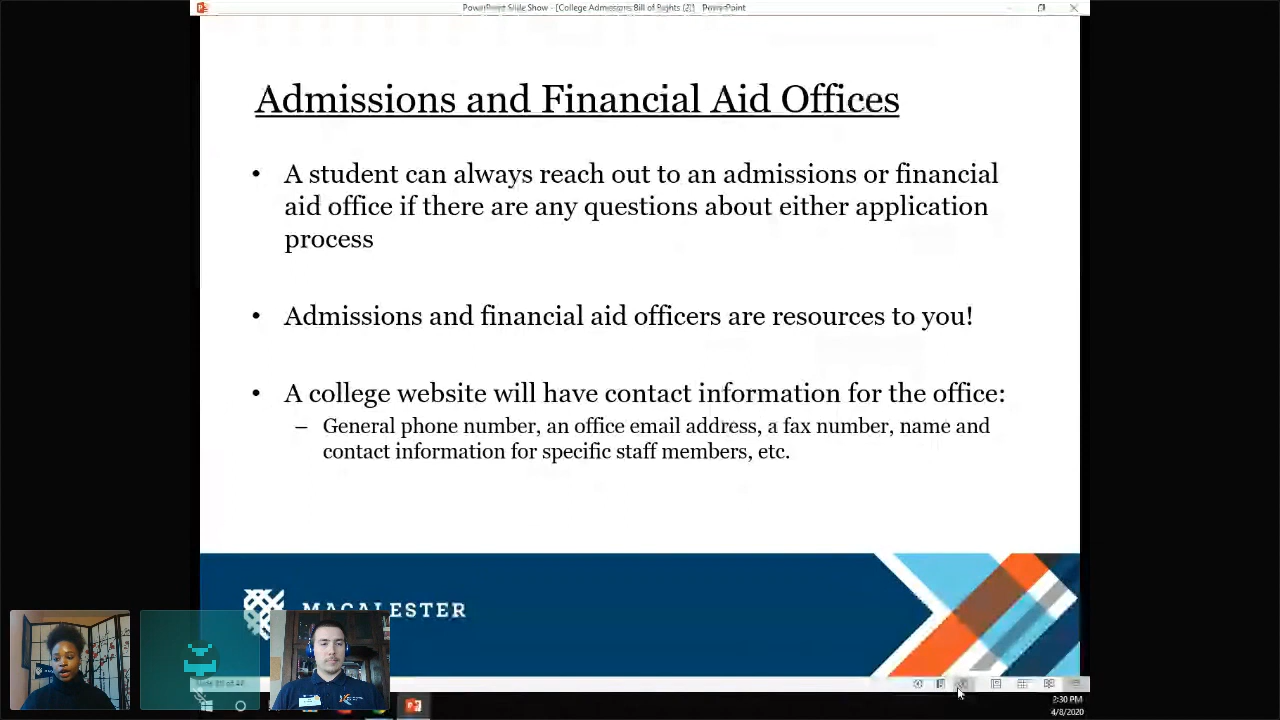 PowerPoint Slide Show - [College Admissions Bill of Rights (2)] - PowerPoint
Admissions and Financial Aid Offices
• A student can always reach out to an admissions or financial
aid office if there are any questions about either application
process
• Admissions and financial aid officers are resources to you!
• A college website will have contact information for the office:
– General phone number, an office email address, a fax number, name and
contact information for specific staff members, etc.
MACALESTER
2:30 PM
4/8/2020